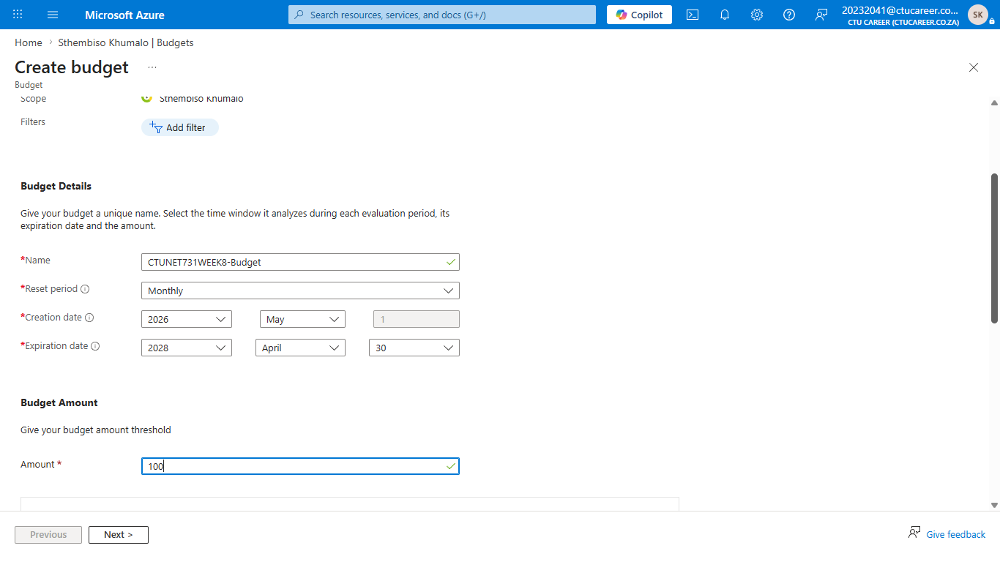 Microsoft Azure
Search resources, services, and docs (G+/)
Copilot
20232041@ctucareer.co...
CTU CAREER (CTUCAREER.CO.ZA)
SK
Home > Sthembiso Khumalo | Budgets
Create budget ...
Budget
Scope
Sthembiso Khumalo
Filters
Add filter
Budget Details
Give your budget a unique name. Select the time window it analyzes during each evaluation period, its
expiration date and the amount.
*Name
CTUNET731WEEK8-Budget
*Reset period
Monthly
*Creation date
2026
May
1
*Expiration date
2028
April
30
Budget Amount
Give your budget amount threshold
Amount *
100
Previous
Next >
Give feedback